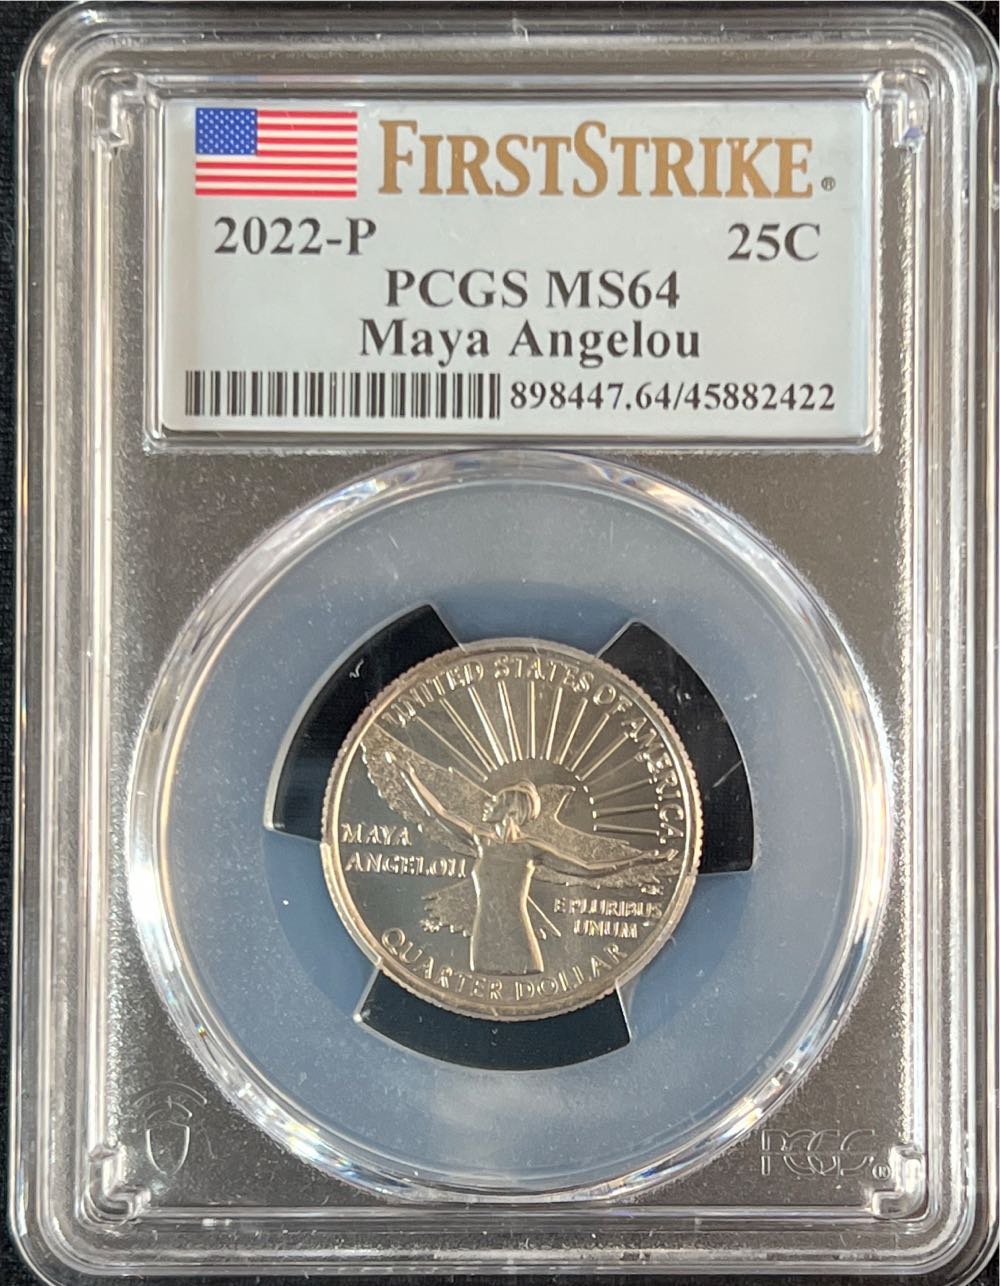 FIRSTSTRIKE®
2022-P 25C
PCGS MS64
Maya Angelou
898447.64/45882422
UNITED STATES OF AMERICA
MAYA
ANGELOU
E PLURIBUS
UNUM
QUARTER DOLLAR
PCGS®